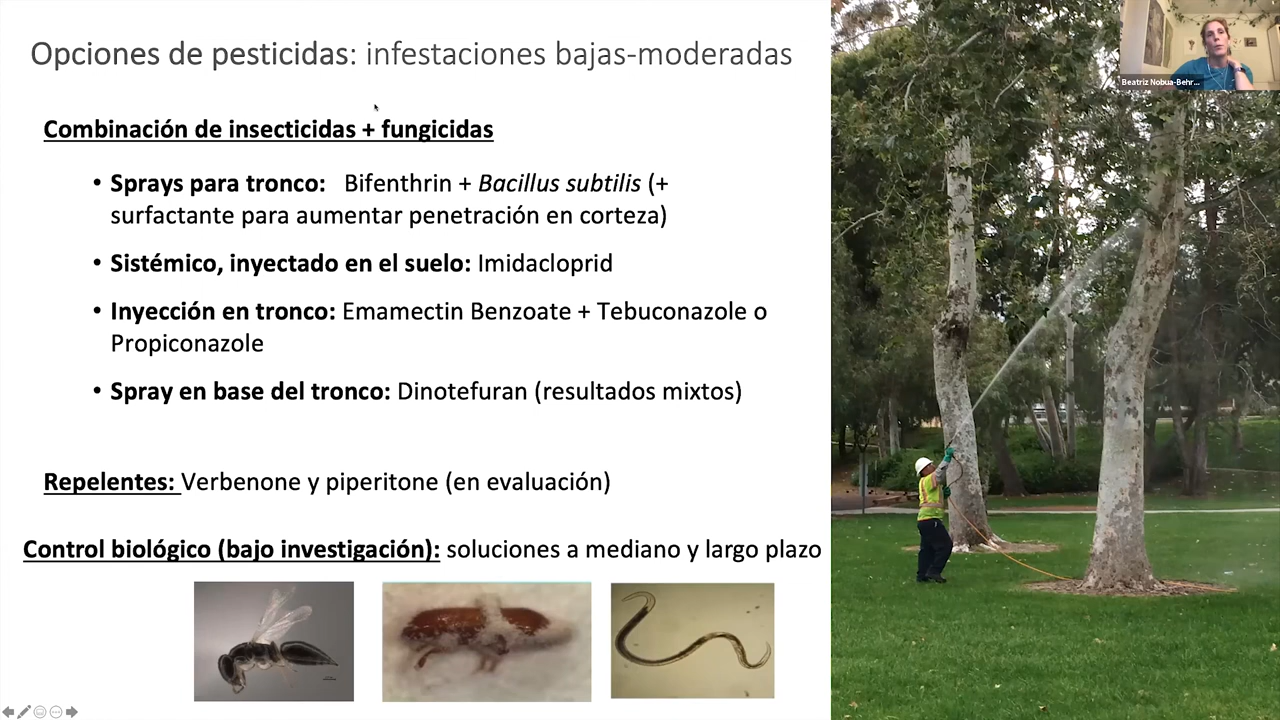 Opciones de pesticidas: infestaciones bajas-moderadas
Combinación de insecticidas + fungicidas
• Sprays para tronco: Bifenthrin + Bacillus subtilis (+
surfactante para aumentar penetración en corteza)
• Sistémico, inyectado en el suelo: Imidacloprid
• Inyección en tronco: Emamectin Benzoate + Tebuconazole o
Propiconazole
• Spray en base del tronco: Dinotefuran (resultados mixtos)
Repelentes: Verbenone y piperitone (en evaluación)
Control biológico (bajo investigación): soluciones a mediano y largo plazo
Beatriz Nobua-Behr...